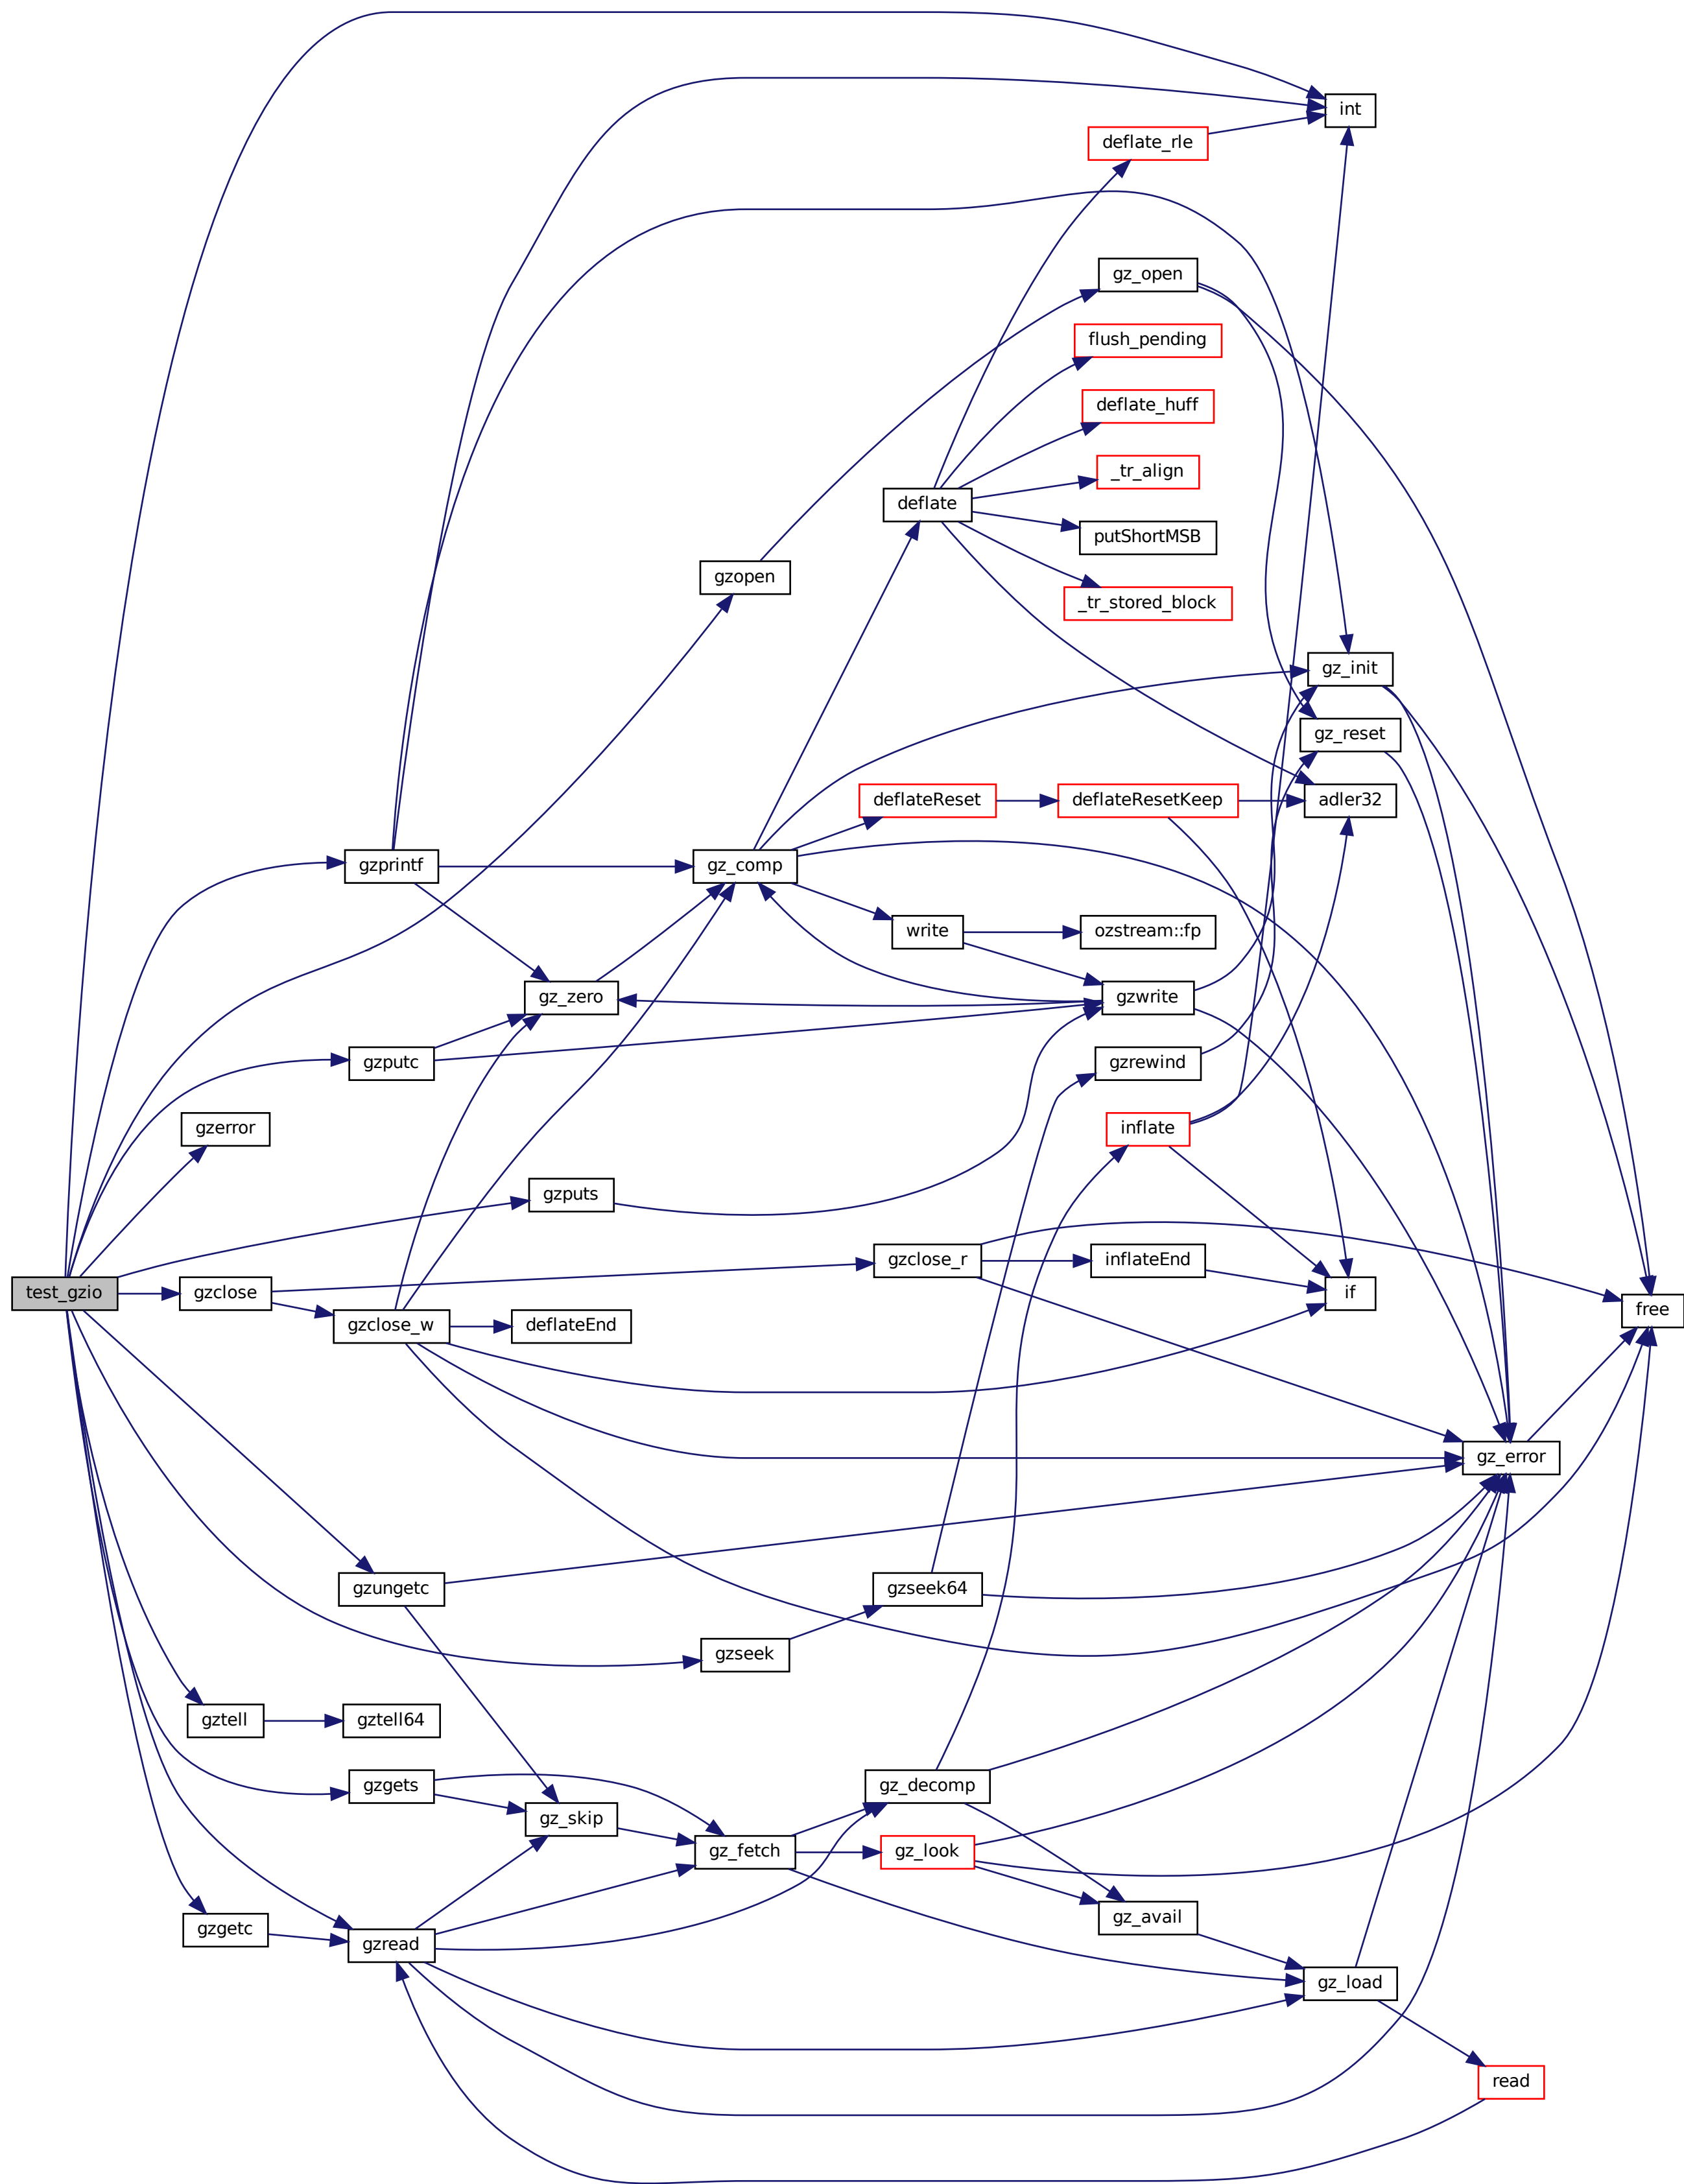 int
deflate_rle
gz_open
flush_pending
deflate_huff
_tr_align
deflate
putShortMSB
gzopen
_tr_stored_block
gz_init
gz_reset
deflateReset
deflateResetKeep
adler32
gzprintf
gz_comp
write
ozstream::fp
gz_zero
gzwrite
gzputc
gzrewind
gzerror
inflate
gzputs
gzclose_r
inflateEnd
test_gzio
gzclose
if
free
gzclose_w
deflateEnd
gz_error
gzungetc
gzseek64
gzseek
gztell
gztell64
gzgets
gz_decomp
gz_skip
gz_fetch
gz_look
gz_avail
gzgetc
gzread
gz_load
read